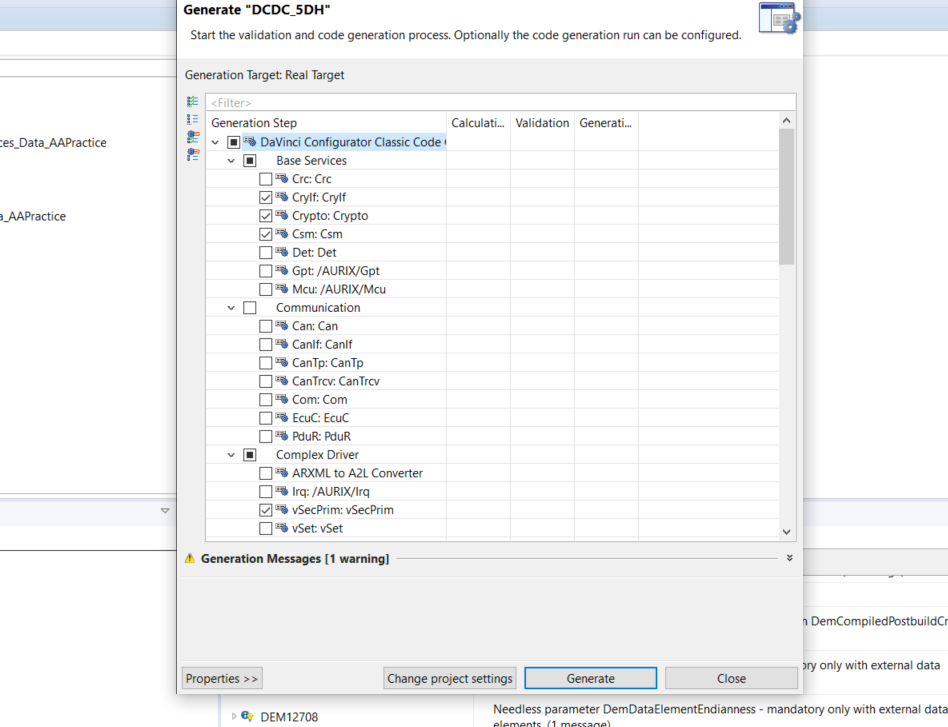 Generate "DCDC_5DH"
Start the validation and code generation process. Optionally the code generation run can be configured.
Generation Target: Real Target
<Filter>
Generation Step Calculati... Validation Generati...
DaVinci Configurator Classic Code
Base Services
Crc: Crc
CryIf: CryIf
Crypto: Crypto
Csm: Csm
Det: Det
Gpt: /AURIX/Gpt
Mcu: /AURIX/Mcu
Communication
Can: Can
CanIf: CanIf
CanTp: CanTp
CanTrcv: CanTrcv
Com: Com
EcuC: EcuC
PduR: PduR
Complex Driver
ARXML to A2L Converter
Irq: /AURIX/Irq
vSecPrim: vSecPrim
vSet: vSet
Generation Messages [1 warning]
Properties >> Change project settings Generate Close
ces_Data_AAPractice
a_AAPractice
n DemCompiledPostbuildCr
ory only with external data
DEM12708
Needless parameter DemDataElementEndianness - mandatory only with external data
elements. (1 message)